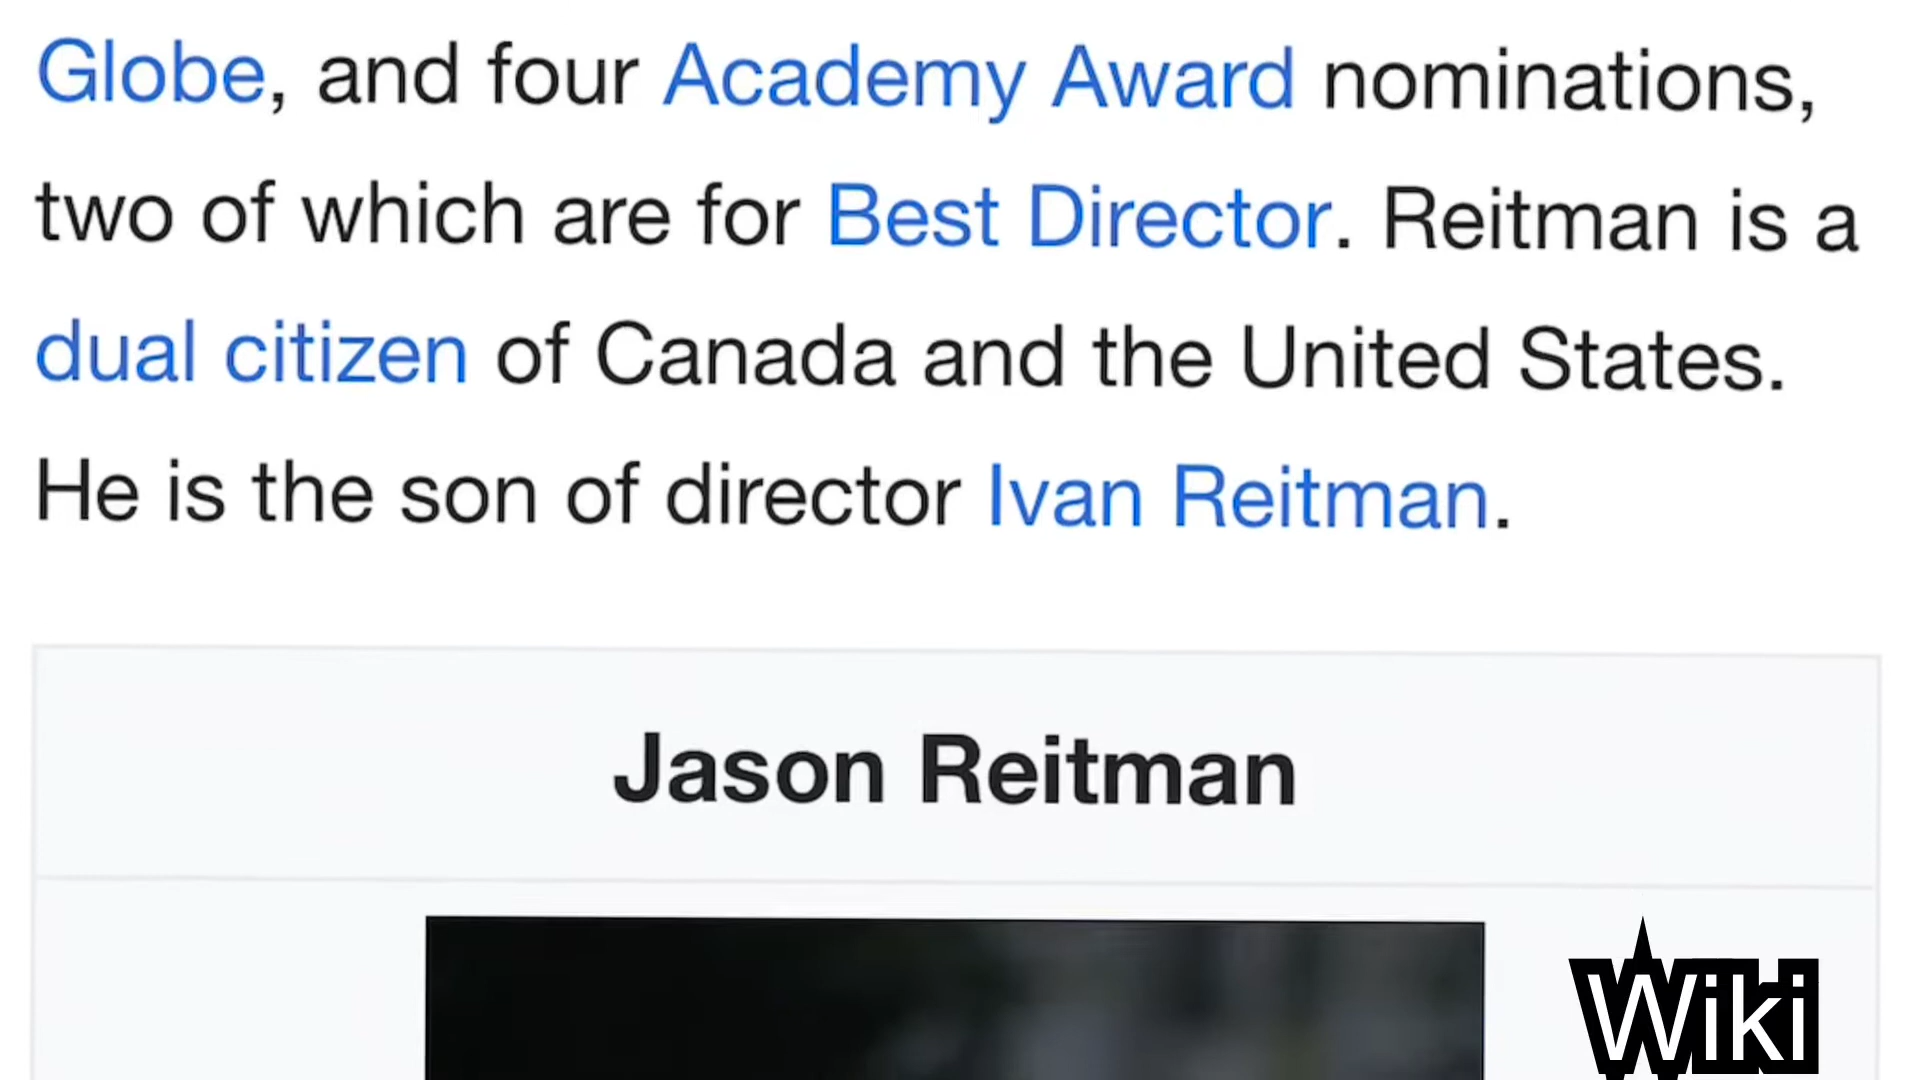 Globe, and four Academy Award nominations,
two of which are for Best Director. Reitman is a
dual citizen of Canada and the United States.
He is the son of director Ivan Reitman.
Jason Reitman
Wiki